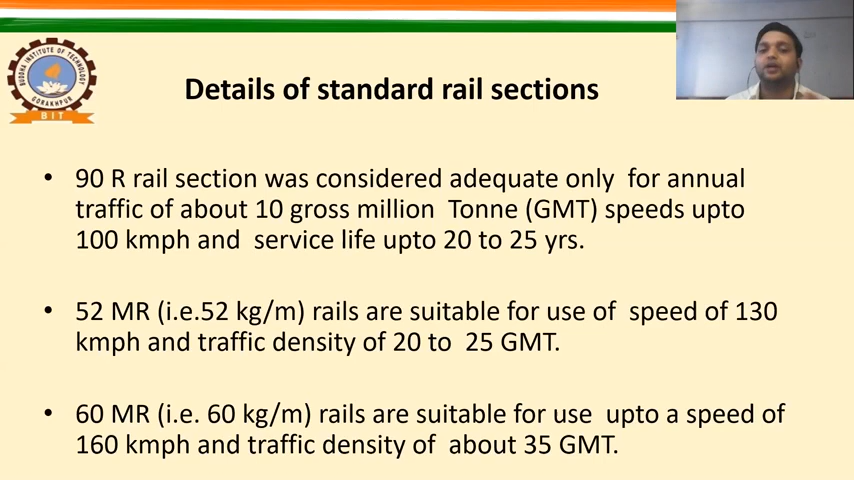 BUDDHA INSTITUTE OF TECHNOLOGY
GORAKHPUR
BIT
Details of standard rail sections
• 90 R rail section was considered adequate only for annual
traffic of about 10 gross million Tonne (GMT) speeds upto
100 kmph and service life upto 20 to 25 yrs.
• 52 MR (i.e.52 kg/m) rails are suitable for use of speed of 130
kmph and traffic density of 20 to 25 GMT.
• 60 MR (i.e. 60 kg/m) rails are suitable for use upto a speed of
160 kmph and traffic density of about 35 GMT.